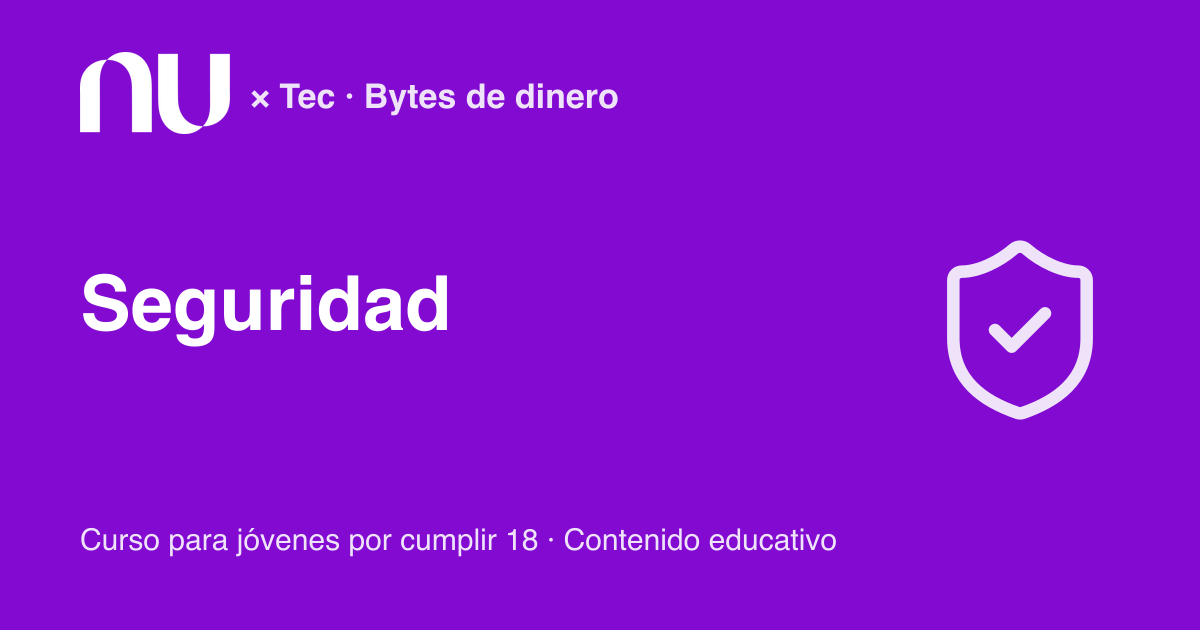 nu × Tec · Bytes de dinero
Seguridad
Curso para jóvenes por cumplir 18 · Contenido educativo